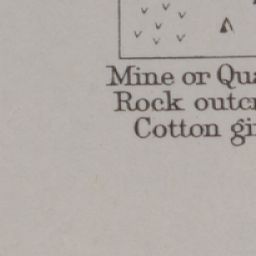 Mine or Qua
Rock outcr
Cotton gi